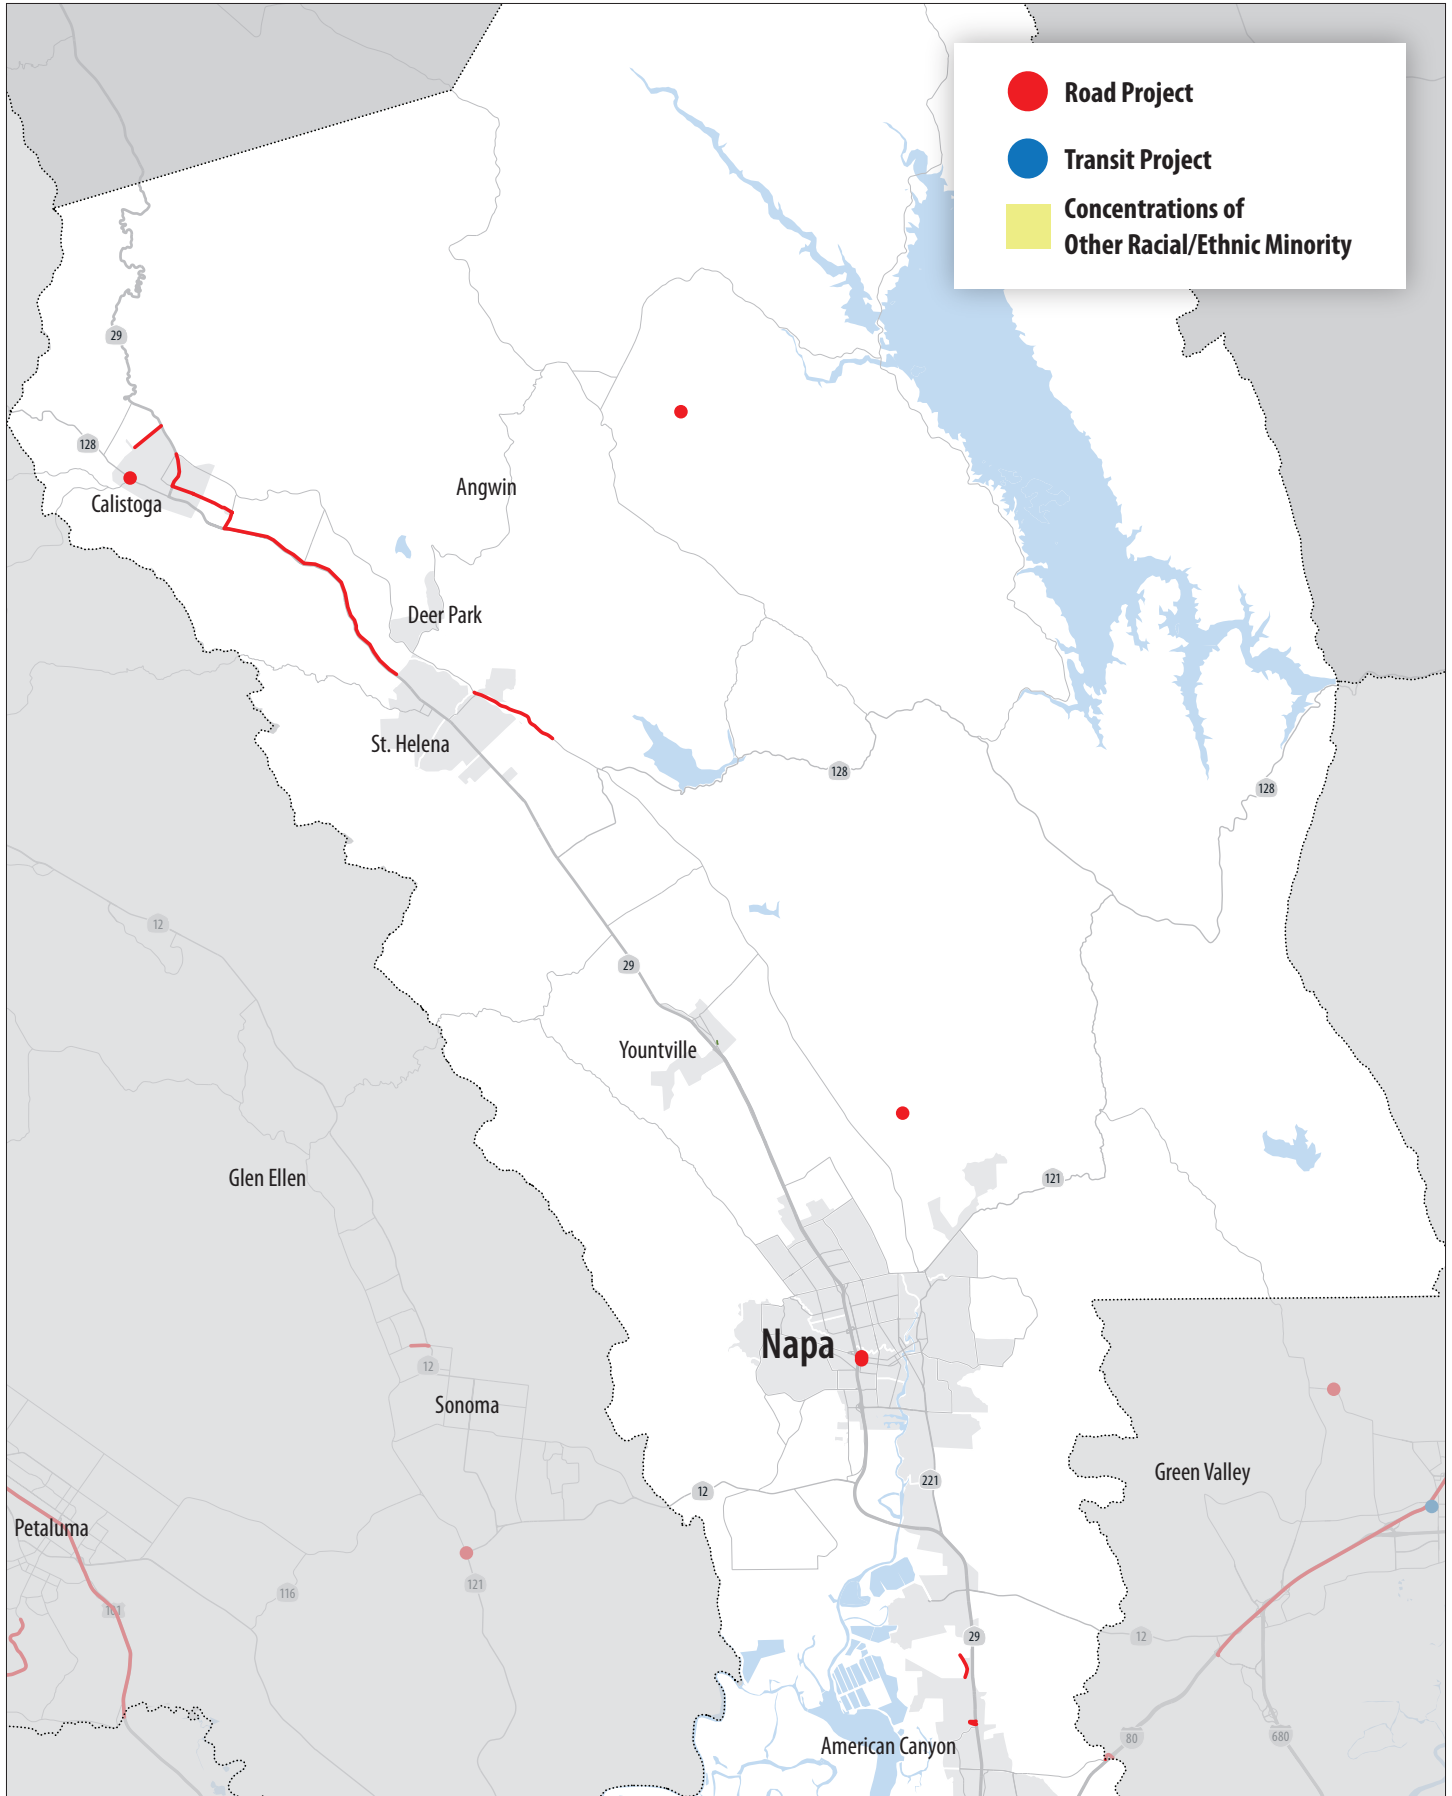 Road Project
Transit Project
Concentrations of
Other Racial/Ethnic Minority
29
128
Calistoga
Angwin
Deer Park
St. Helena
128
128
12
29
Yountville
Glen Ellen
121
Napa
12
Sonoma
Green Valley
221
12
Petaluma
116
121
101
29
12
American Canyon
80
680